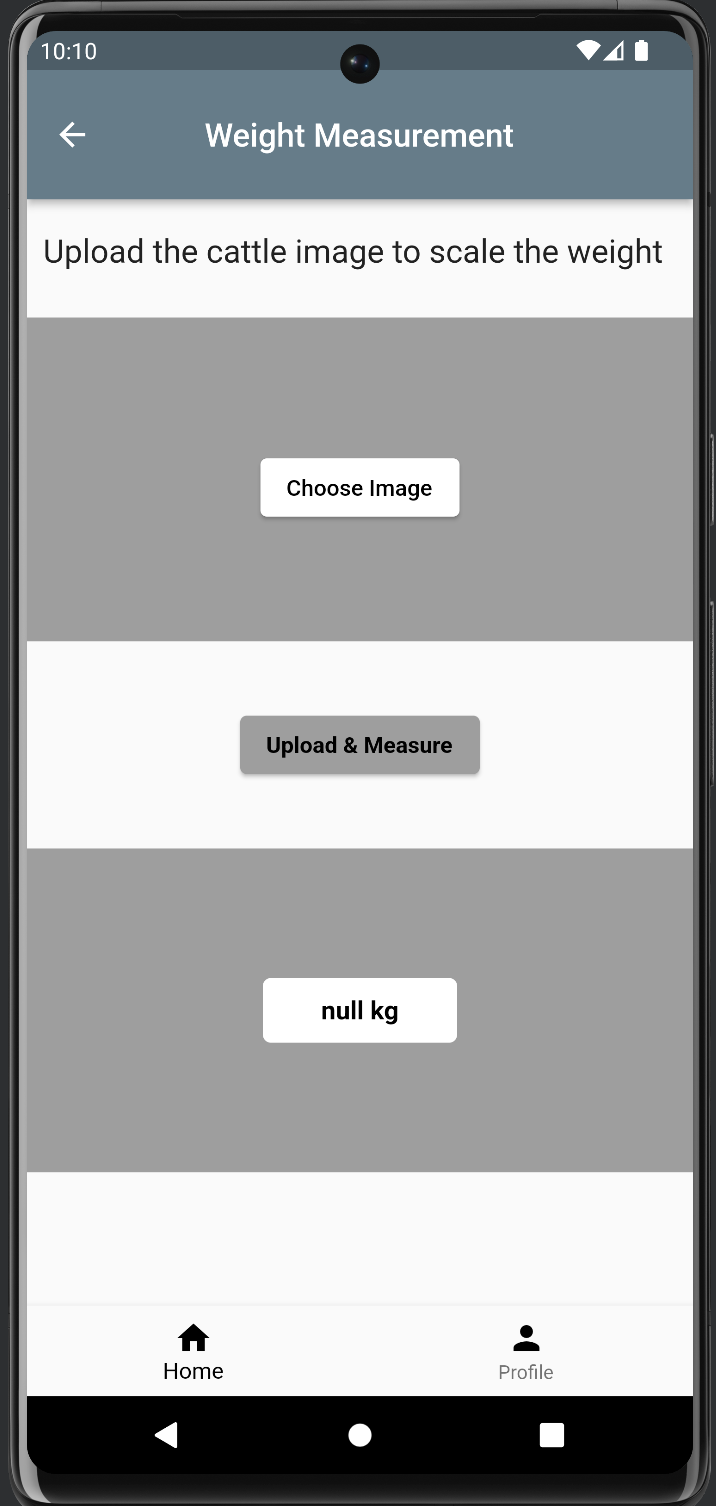 10:10
Weight Measurement
Upload the cattle image to scale the weight
Choose Image
Upload & Measure
null kg
Home
Profile